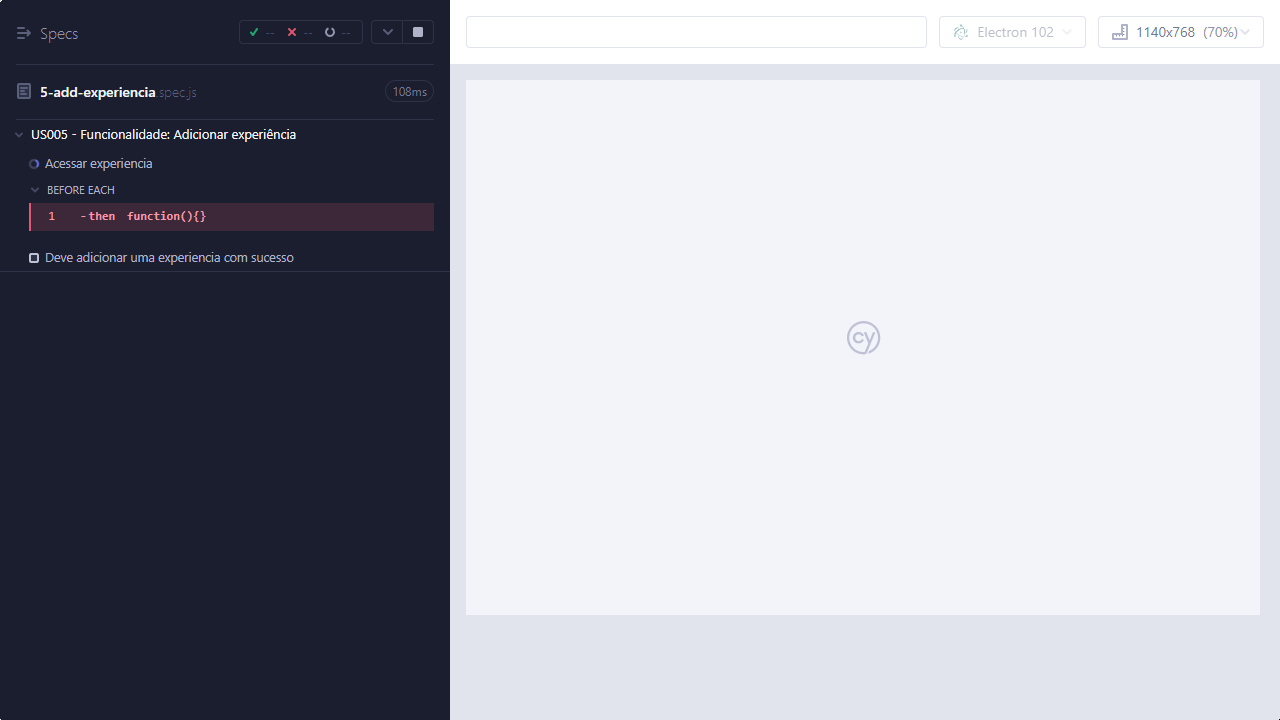 Specs
--
--
--
5-add-experiencia.spec.js
108ms
US005 - Funcionalidade: Adicionar experiência
Acessar experiencia
BEFORE EACH
1 -then function(){}
Deve adicionar uma experiencia com sucesso
Electron 102
1140x768 (70%)
cy